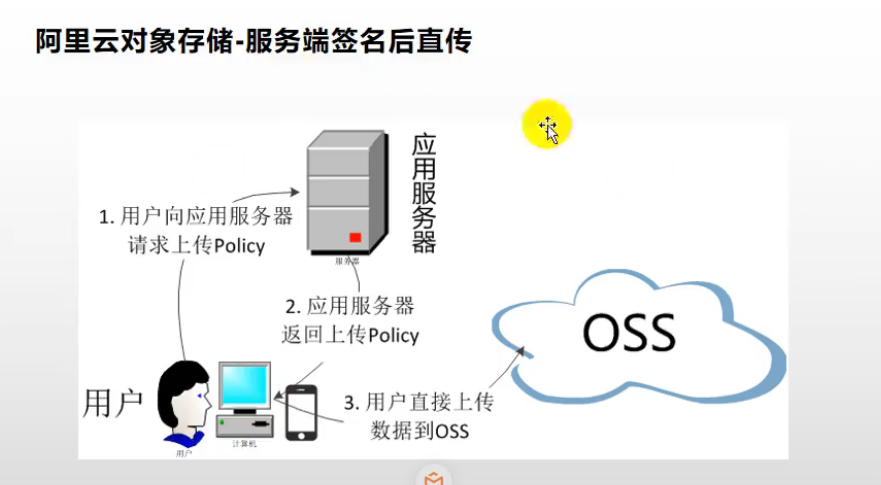 阿里云对象存储-服务端签名后直传
应用服务器
1. 用户向应用服务器
请求上传Policy
服务器
2. 应用服务器
返回上传Policy
OSS
用户
3. 用户直接上传
数据到OSS
计算机
用户